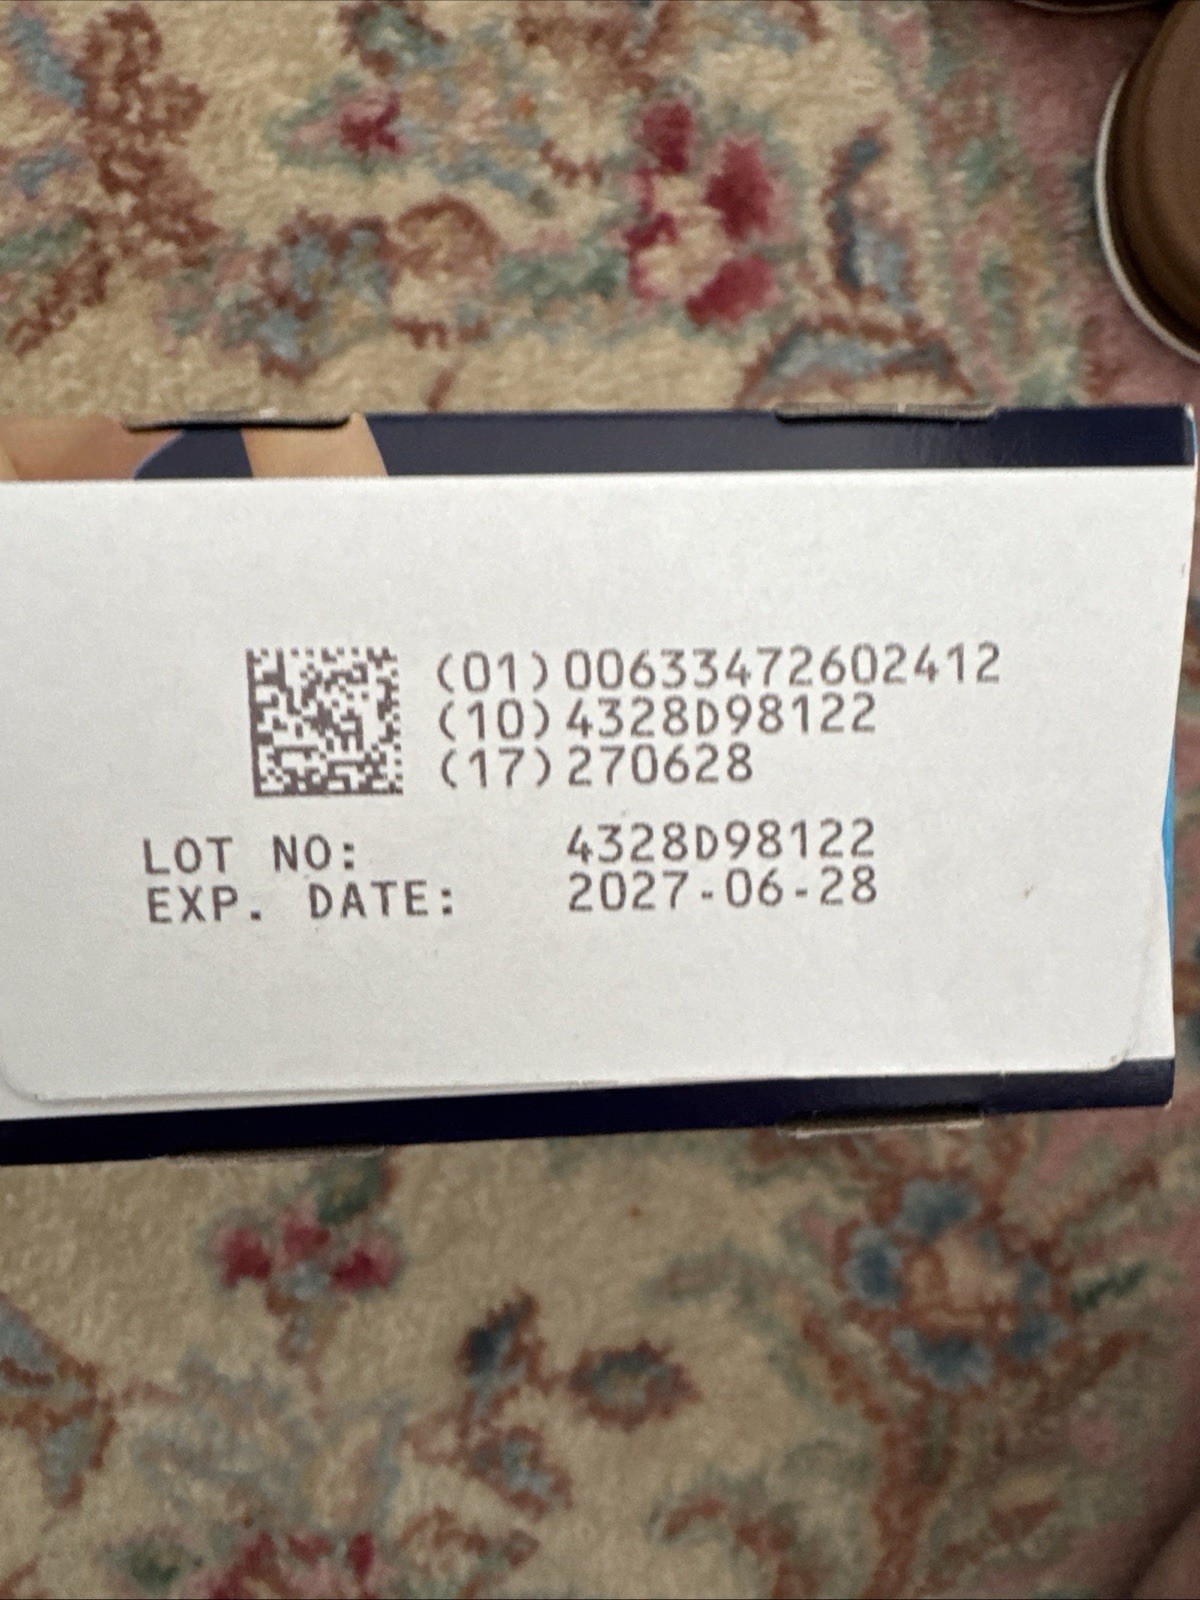 (01)00633472602412
(10)4328D98122
(17)270628
LOT NO: 4328D98122
EXP. DATE: 2027-06-28